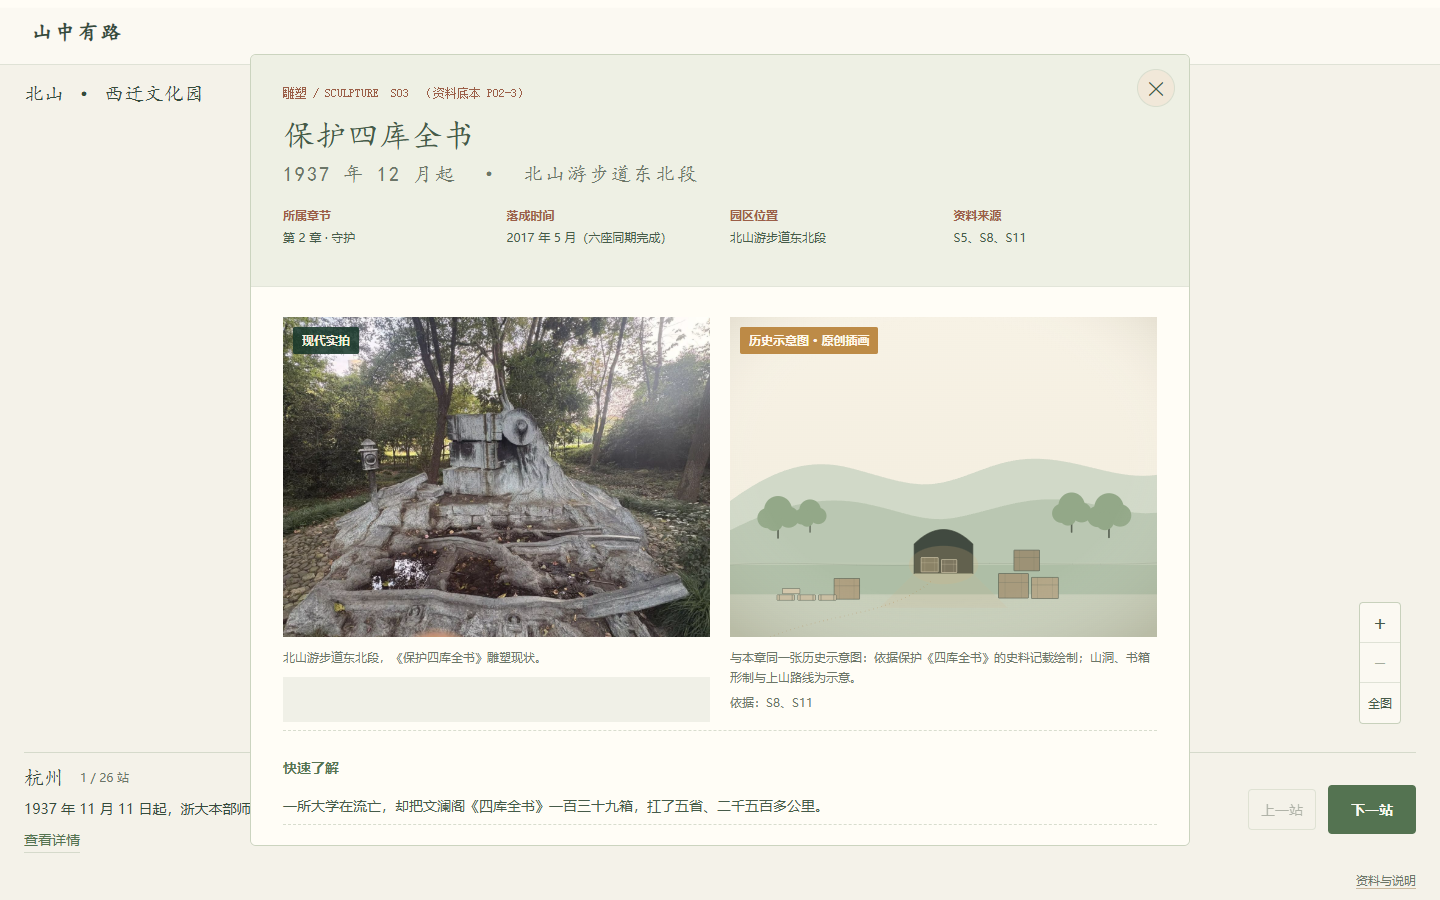 山中有路
北山 • 西迁文化园
雕塑 / SCULPTURE S03 （资料底本 P02-3）
保护四库全书
1937 年 12 月起 • 北山游步道东北段
所属章节
第 2 章 · 守护
落成时间
2017 年 5 月（六座同期完成）
园区位置
北山游步道东北段
资料来源
S5、S8、S11
现代实拍
历史示意图 • 原创插画
北山游步道东北段，《保护四库全书》雕塑现状。
与本章同一张历史示意图：依据保护《四库全书》的史料记载绘制；山洞、书箱
形制与上山路线为示意。
依据：S8、S11
快速了解
一所大学在流亡，却把文澜阁《四库全书》一百三十九箱，扛了五省、二千五百多公里。
+
−
全图
杭州 1 / 26 站
1937 年 11 月 11 日起，浙大本部师
查看详情
上一站
下一站
资料与说明